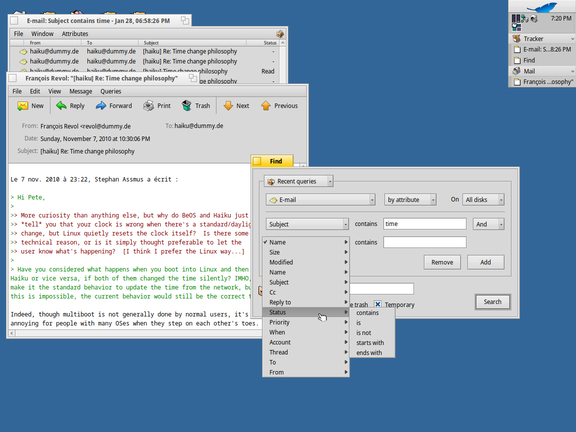 E-mail: Subject contains time - Jan 28, 06:58:26 PM
File Window Attributes
From To Subject Status
haiku@dummy.de haiku@dummy.de [haiku] Re: Time change philosophy -
haiku@dummy.de haiku@dummy.de [haiku] Re: Time change philosophy -
haiku@dummy.de haiku@dummy.de [haiku] Re: Time change philosophy Read
François Revol: "[haiku] Re: Time change philosophy"
File Edit View Message Queries
New Reply Forward Print Trash Next Previous
From: François Revol <revol@dummy.de To: haiku@dummy.de
Date: Sunday, November 7, 2010 at 10:30:06 PM
Subject: [haiku] Re: Time change philosophy
Le 7 nov. 2010 à 23:22, Stephan Assmus a écrit :
> Hi Pete,
>
>> More curiosity than anything else, but why do BeOS and Haiku just
>> *tell* you that your clock is wrong when there's a standard/daylig
>> change, but Linux quietly resets the clock itself? Is there some
>> technical reason, or is it simply thought preferable to let the
>> user know what's happening? [I think I prefer the Linux way...]
>
> Have you considered what happens when you boot into Linux and then
Haiku or vice versa, if both of them changed the time silently? IMHO,
make it the standard behavior to update the time from the network, bu
this is impossible, the current behavior would still be the correct f
Indeed, though multiboot is not generally done by normal users, it's
annoying for people with many OSes when they step on each other's toes.
Find
Recent queries
E-mail by attribute On All disks
Subject contains time And
contains
Remove Add
e trash Temporary Search
Name
Size
Modified
Name
Subject
Cc
Reply to
Status
Priority
When
Account
Thread
To
From
contains
is
is not
starts with
ends with
7:20 PM
Tracker
E-mail: S...8:26 PM
Find
Mail
François ...osophy"